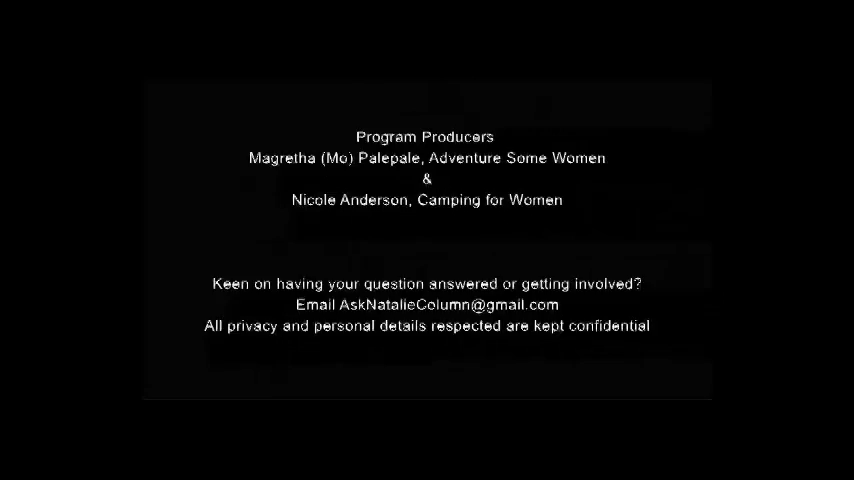 Program Producers
Magretha (Mo) Palepale, Adventure Some Women
&
Nicole Anderson, Camping for Women
Keen on having your question answered or getting involved?
Email AskNatalieColumn@gmail.com
All privacy and personal details respected are kept confidential